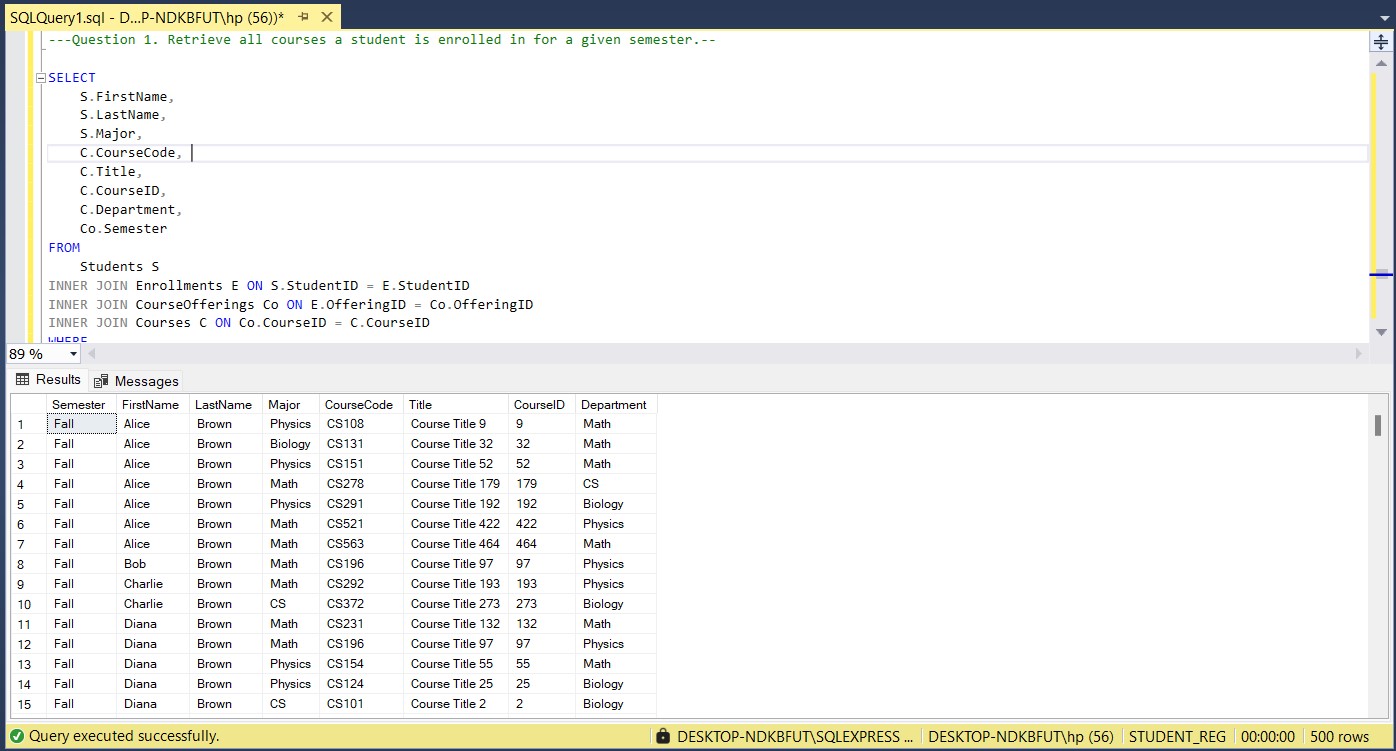 SQLQuery1.sql - D...P-NDKBFUT\hp (56))*
---Question 1. Retrieve all courses a student is enrolled in for a given semester.--
SELECT
S.FirstName,
S.LastName,
S.Major,
C.CourseCode,
C.Title,
C.CourseID,
C.Department,
Co.Semester
FROM
Students S
INNER JOIN Enrollments E ON S.StudentID = E.StudentID
INNER JOIN CourseOfferings Co ON E.OfferingID = Co.OfferingID
INNER JOIN Courses C ON Co.CourseID = C.CourseID
WHERE
89 %
Results Messages
Semester FirstName LastName Major CourseCode Title CourseID Department
1 Fall Alice Brown Physics CS108 Course Title 9 9 Math
2 Fall Alice Brown Biology CS131 Course Title 32 32 Math
3 Fall Alice Brown Physics CS151 Course Title 52 52 Math
4 Fall Alice Brown Math CS278 Course Title 179 179 CS
5 Fall Alice Brown Physics CS291 Course Title 192 192 Biology
6 Fall Alice Brown Math CS521 Course Title 422 422 Physics
7 Fall Alice Brown Math CS563 Course Title 464 464 Math
8 Fall Bob Brown Math CS196 Course Title 97 97 Physics
9 Fall Charlie Brown Math CS292 Course Title 193 193 Physics
10 Fall Charlie Brown CS CS372 Course Title 273 273 Biology
11 Fall Diana Brown Math CS231 Course Title 132 132 Math
12 Fall Diana Brown Math CS196 Course Title 97 97 Physics
13 Fall Diana Brown Physics CS154 Course Title 55 55 Math
14 Fall Diana Brown Physics CS124 Course Title 25 25 Biology
15 Fall Diana Brown CS CS101 Course Title 2 2 Biology
Query executed successfully. DESKTOP-NDKBFUT\SQLEXPRESS ... DESKTOP-NDKBFUT\hp (56) STUDENT_REG 00:00:00 500 rows